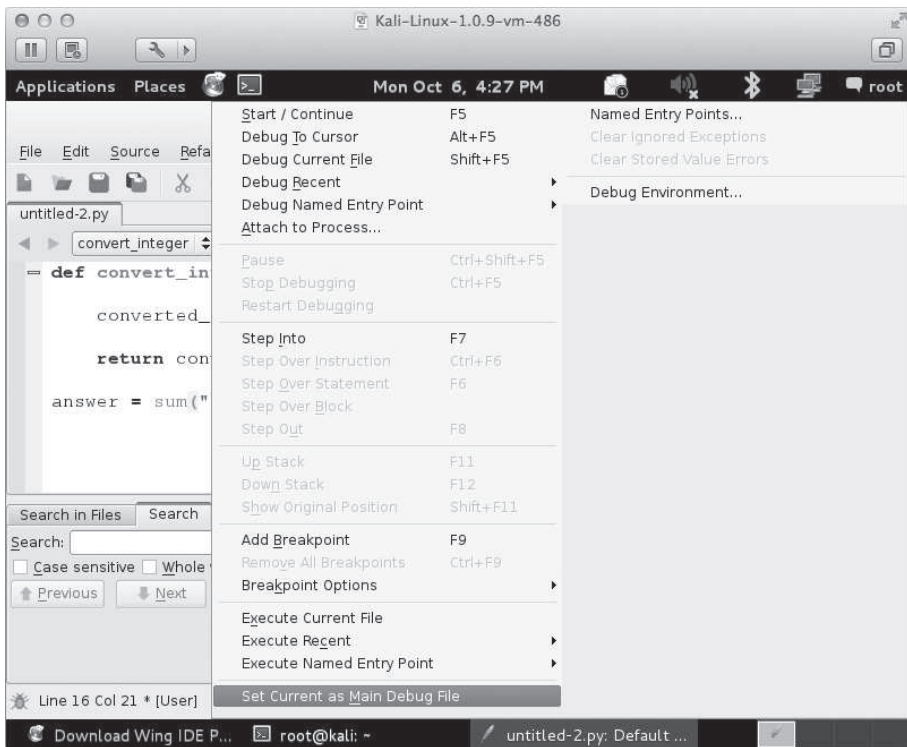 Kali-Linux-1.0.9-vm-486
Applications Places Mon Oct 6, 4:27 PM root
File Edit Source Refa
untitled-2.py
convert_integer
def convert_in
converted_
return con
answer = sum("
Search in Files Search
Search:
Case sensitive Whole
Previous Next
Line 16 Col 21 * [User]
Start / Continue F5
Debug To Cursor Alt+F5
Debug Current File Shift+F5
Debug Recent
Debug Named Entry Point
Attach to Process...
Pause Ctrl+Shift+F5
Stop Debugging Ctrl+F5
Restart Debugging
Step Into F7
Step Over Instruction Ctrl+F6
Step Over Statement F6
Step Over Block
Step Out F8
Up Stack F11
Down Stack F12
Show Original Position Shift+F11
Add Breakpoint F9
Remove All Breakpoints Ctrl+F9
Breakpoint Options
Execute Current File
Execute Recent
Execute Named Entry Point
Set Current as Main Debug File
Named Entry Points...
Clear Ignored Exceptions
Clear Stored Value Errors
Debug Environment...
Download Wing IDE P... root@kali: ~ untitled-2.py: Default ...